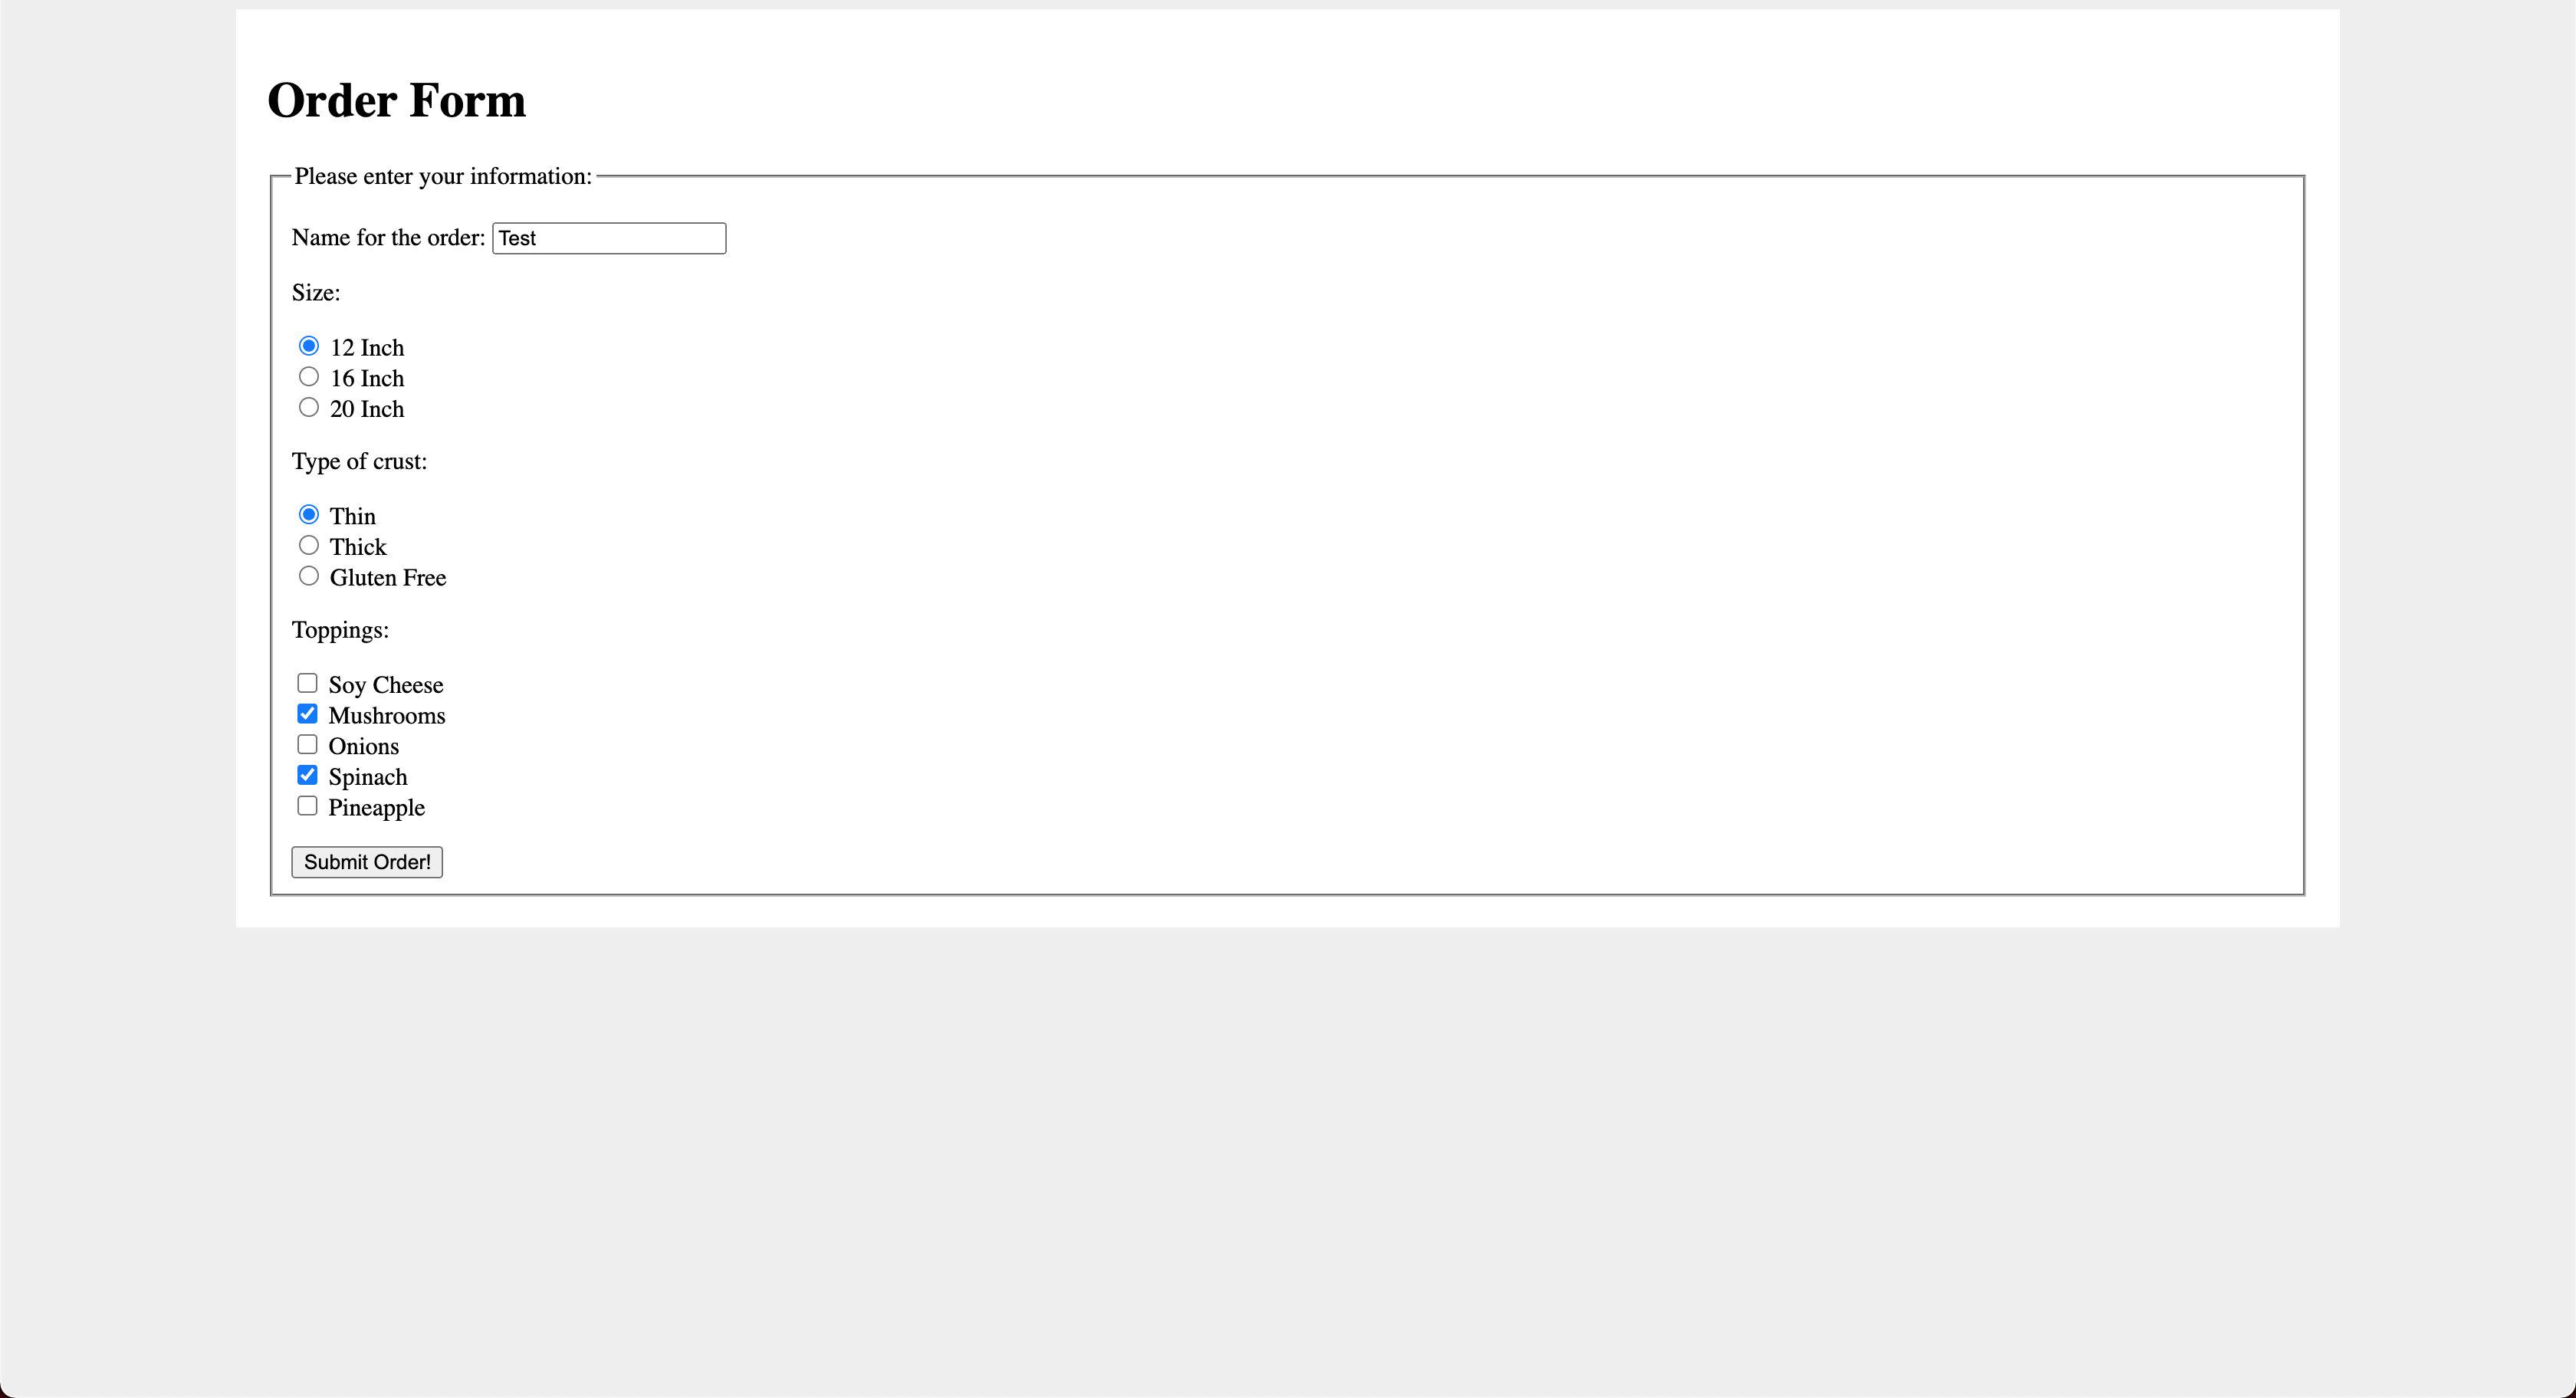 Order Form
Please enter your information:
Name for the order: Test
Size:
12 Inch
16 Inch
20 Inch
Type of crust:
Thin
Thick
Gluten Free
Toppings:
Soy Cheese
Mushrooms
Onions
Spinach
Pineapple
Submit Order!